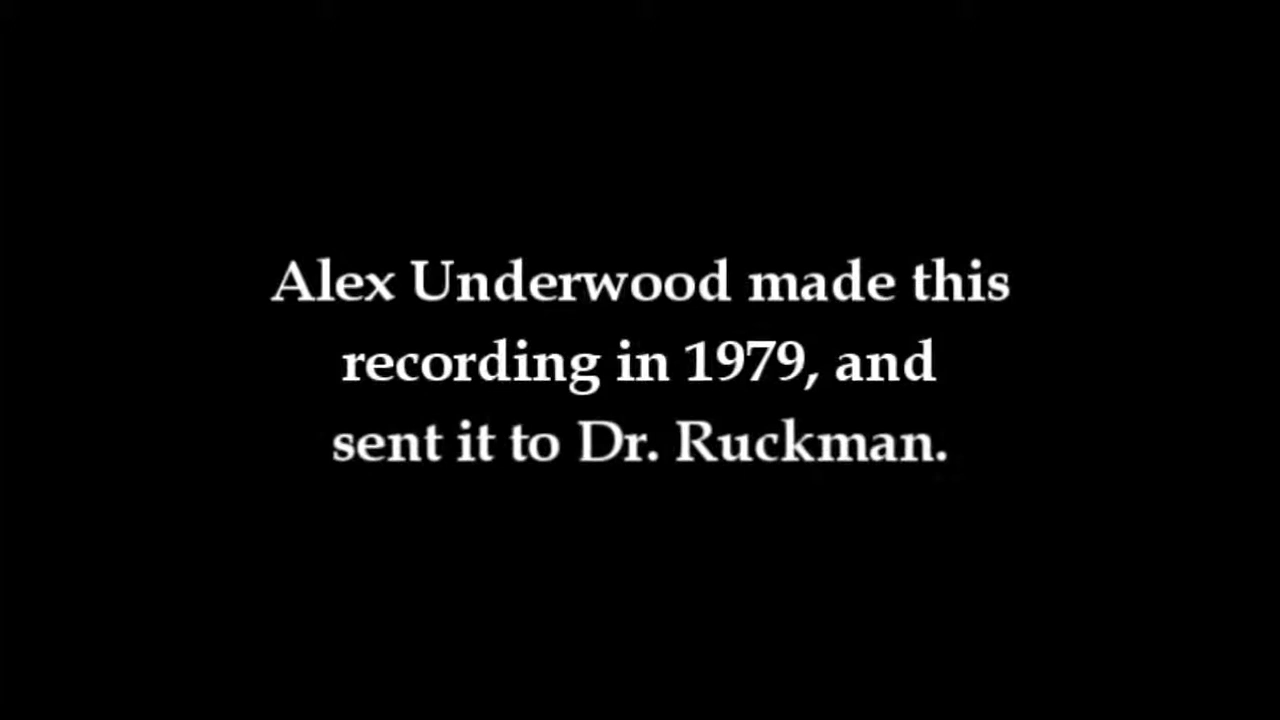 Alex Underwood made this
recording in 1979, and
sent it to Dr. Ruckman.